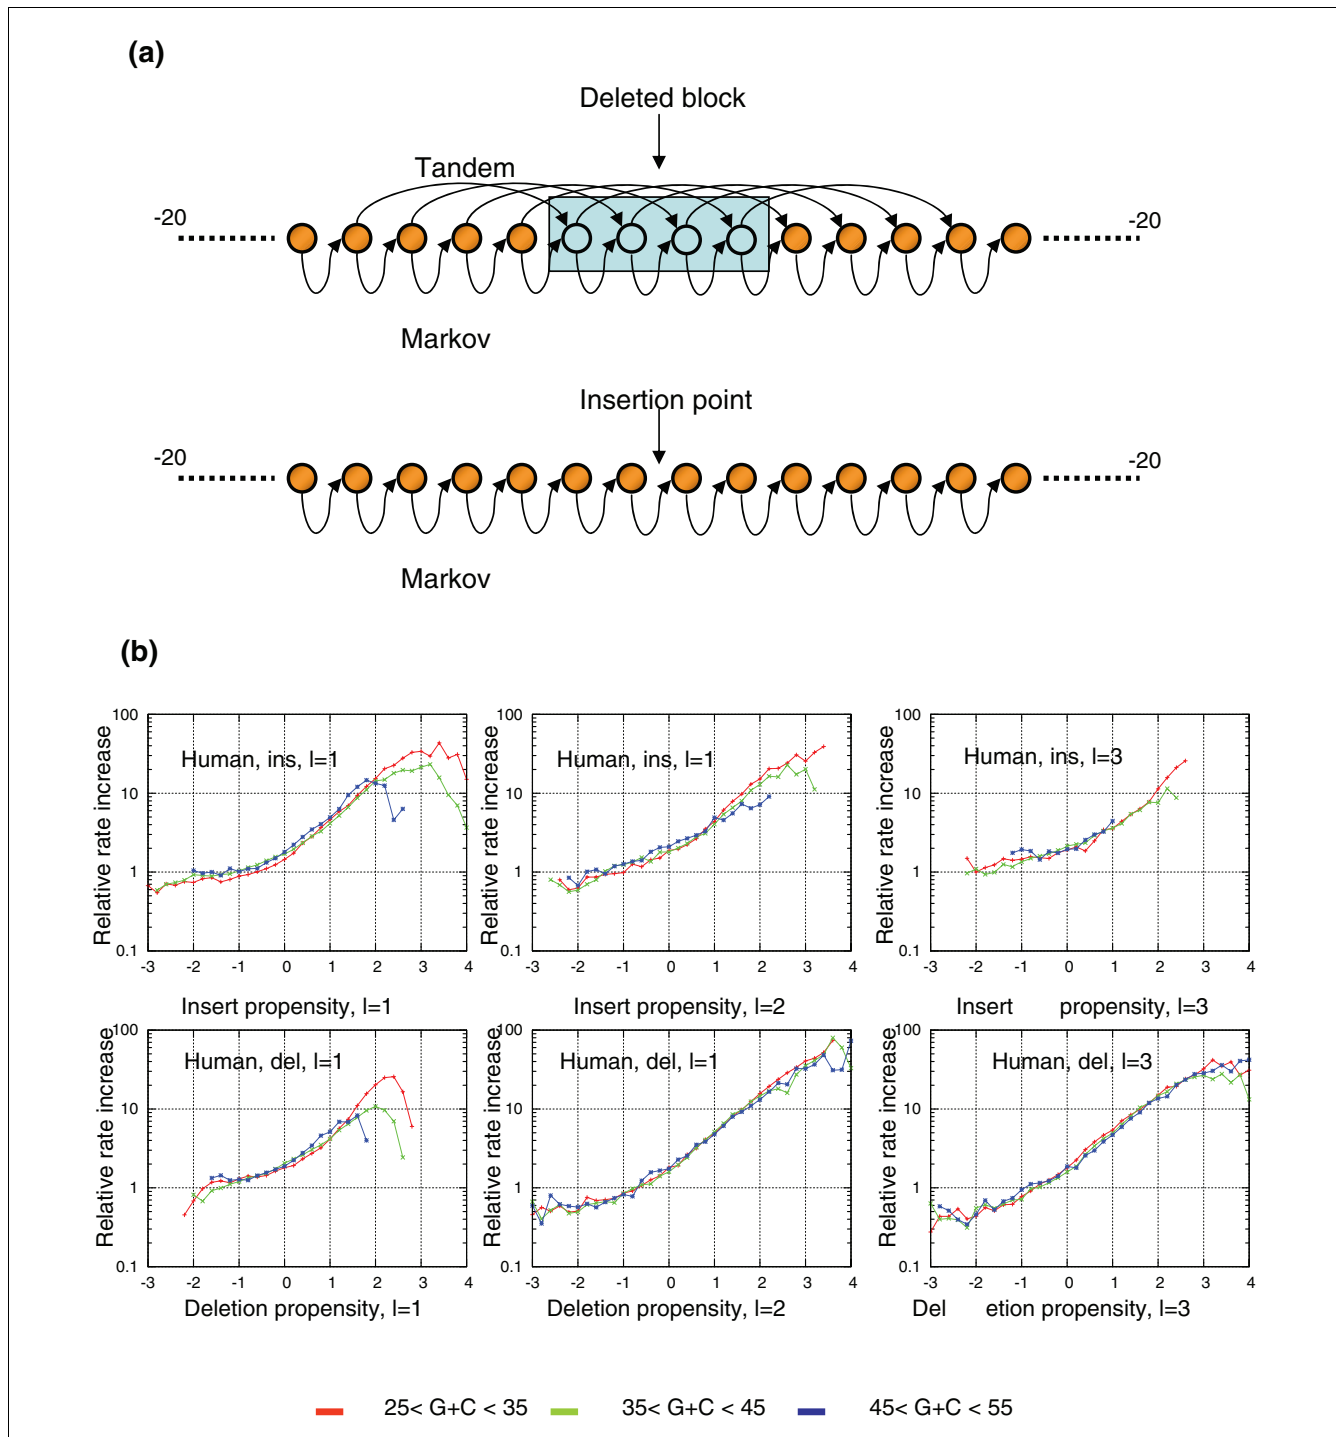 (a)
Deleted block
Tandem
-20
-20
Markov
Insertion point
-20
-20
Markov
(b)
Relative rate increase
100
10
1
0.1
Human, ins, l=1
-3 -2 -1 0 1 2 3 4
Insert propensity, l=1
Relative rate increase
100
10
1
0.1
Human, ins, l=1
-3 -2 -1 0 1 2 3 4
Insert propensity, l=2
Relative rate increase
100
10
1
0.1
Human, ins, l=3
-3 -2 -1 0 1 2 3 4
Insert propensity, l=3
Relative rate increase
100
10
1
0.1
Human, del, l=1
-3 -2 -1 0 1 2 3 4
Deletion propensity, l=1
Relative rate increase
100
10
1
0.1
Human, del, l=1
-3 -2 -1 0 1 2 3 4
Deletion propensity, l=2
Relative rate increase
100
10
1
0.1
Human, del, l=3
-3 -2 -1 0 1 2 3 4
Del etion propensity, l=3
25< G+C < 35
35< G+C < 45
45< G+C < 55